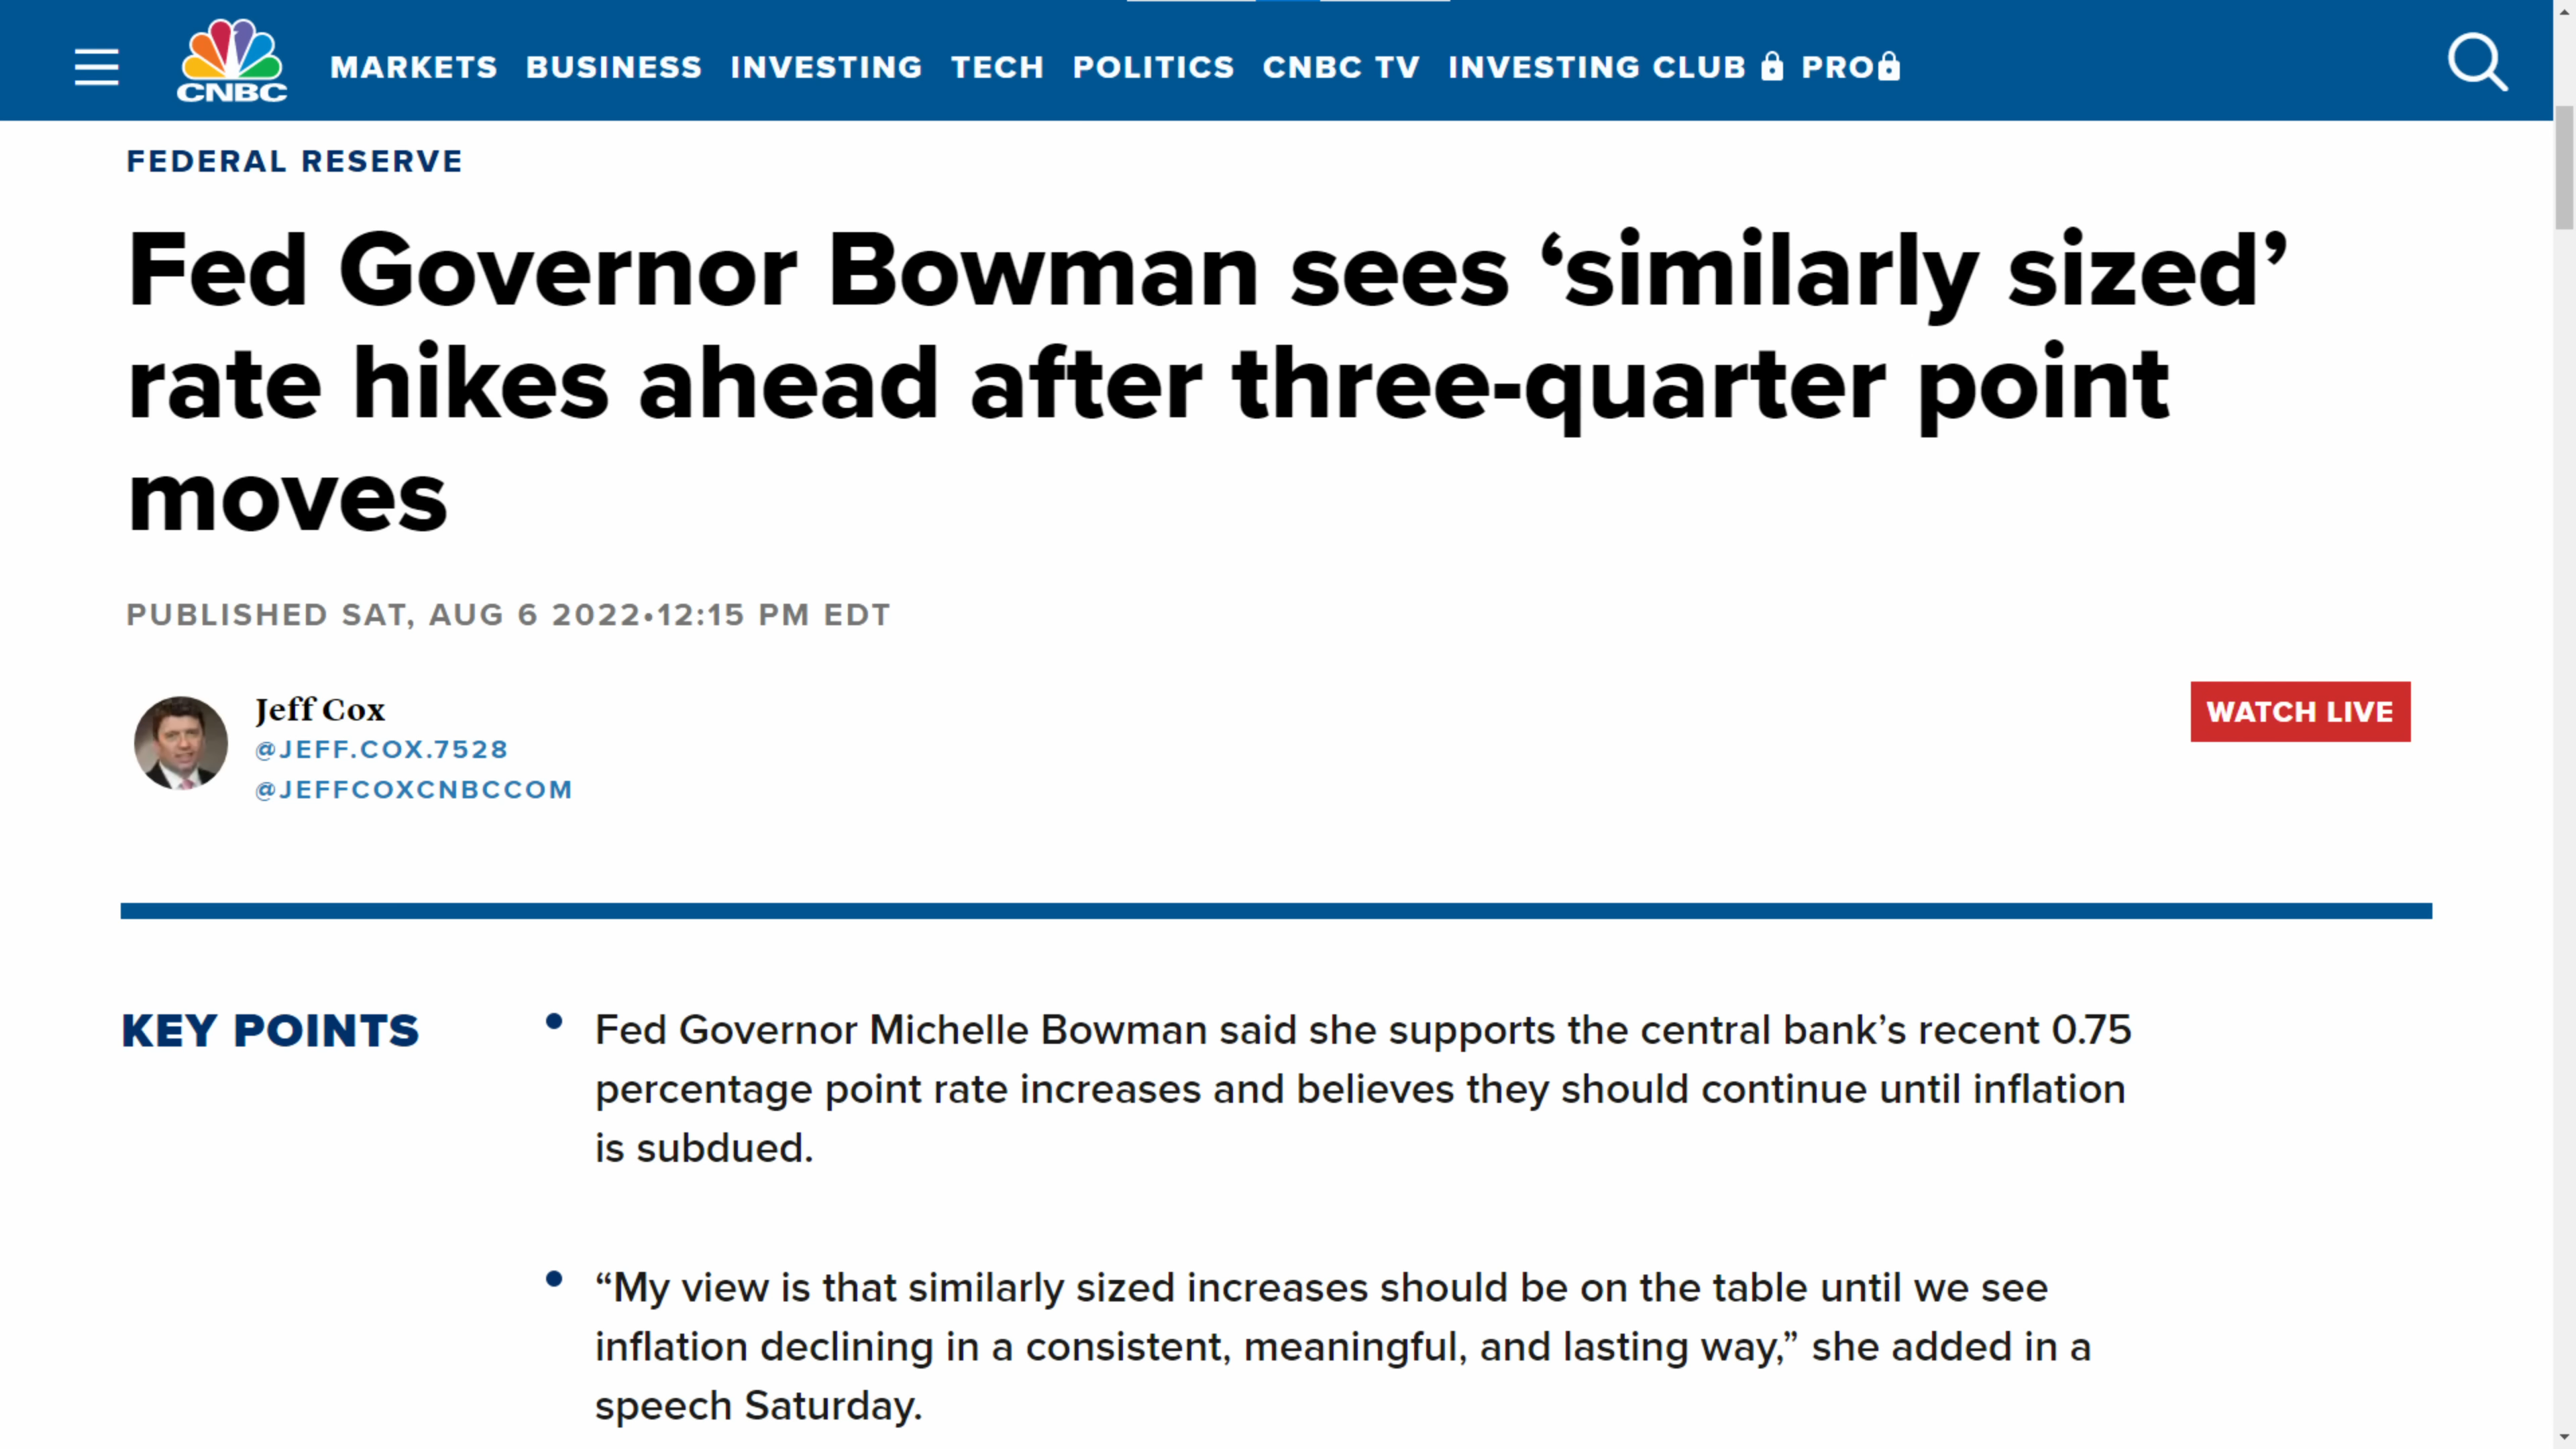 CNBC
MARKETS BUSINESS INVESTING TECH POLITICS CNBC TV INVESTING CLUB PRO
FEDERAL RESERVE
Fed Governor Bowman sees ‘similarly sized’
rate hikes ahead after three-quarter point
moves
PUBLISHED SAT, AUG 6 2022•12:15 PM EDT
Jeff Cox
@JEFF.COX.7528
@JEFFCOXCNBCCOM
WATCH LIVE
KEY POINTS
• Fed Governor Michelle Bowman said she supports the central bank’s recent 0.75
percentage point rate increases and believes they should continue until inflation
is subdued.
• “My view is that similarly sized increases should be on the table until we see
inflation declining in a consistent, meaningful, and lasting way,” she added in a
speech Saturday.